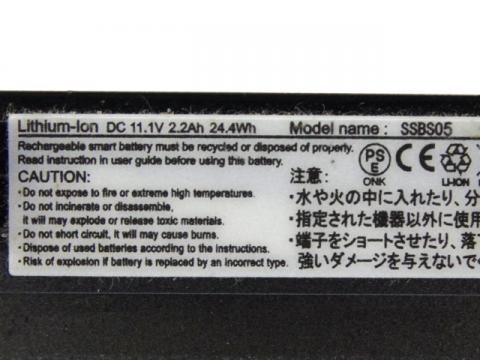 Lithium-Ion DC 11.1V 2.2Ah 24.4Wh Model name : SSBS05
Rechargeable smart battery must be recycled or disposed of properly.
Read instruction in user guide before using this battery.
PS
E
ONK
CE
LI-ION
CAUTION:
・Do not expose to fire or extreme high temperatures.
・Do not incinerate or disassemble,
it will may explode or release toxic materials.
・Do not short circuit, it will may cause burns.
・Dispose of used batteries according to the instructions.
・Risk of explosion if battery is replaced by an incorrect type.
注意:
・水や火の中に入れたり、分
・指定された機器以外に使用
・端子をショートさせたり、落
強いダメージを与えないでく